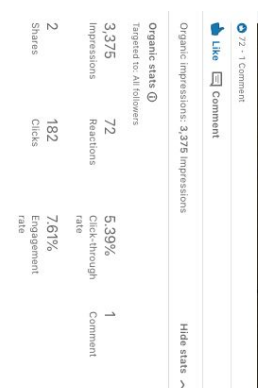 72 · 1 Comment
Like Comment
Organic impressions: 3,375 Impressions Hide stats
Organic stats
Targeted to: All followers
3,375 72 5.39% 1
Impressions Reactions Click-through Comment
rate
2 182 7.61%
Shares Clicks Engagement
rate